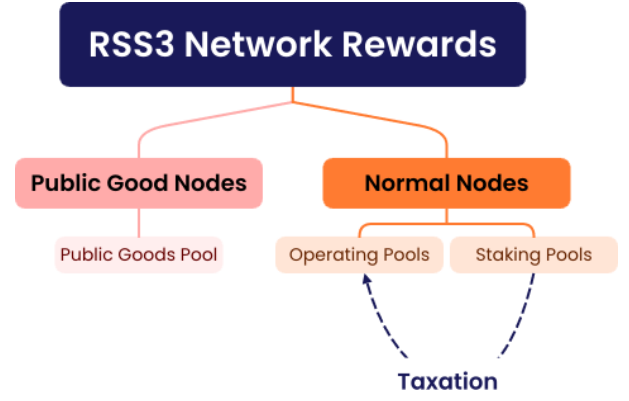 RSS3 Network Rewards
Public Good Nodes
Normal Nodes
Public Goods Pool
Operating Pools
Staking Pools
Taxation